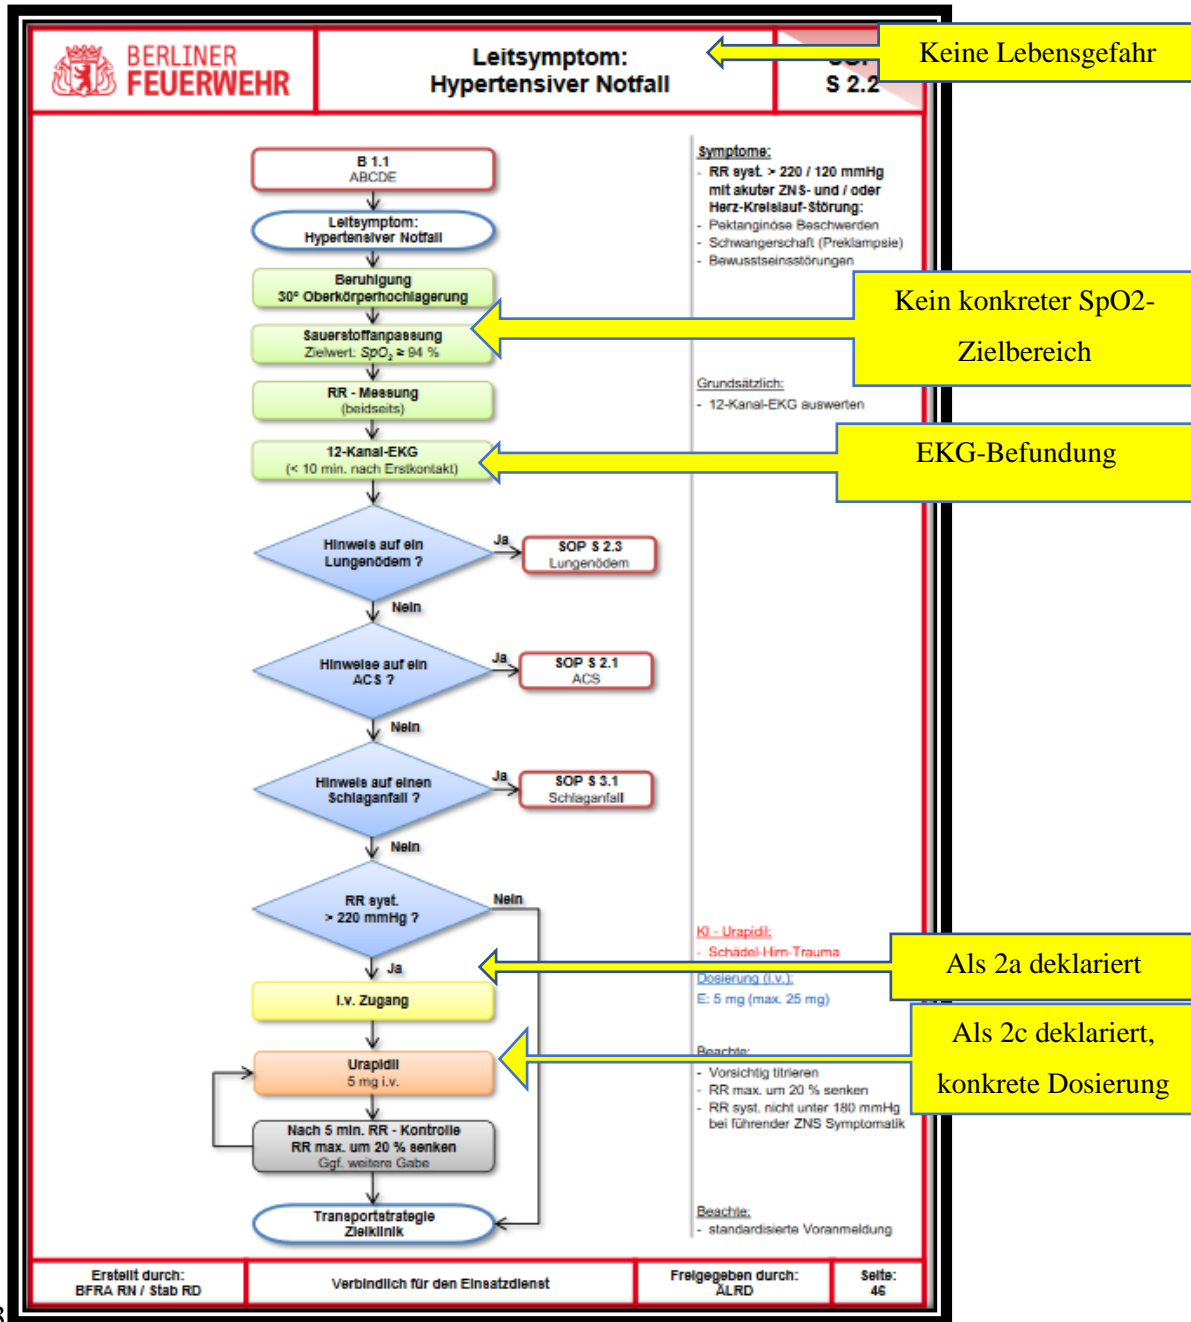 BERLINER
FEUERWEHR
Leitsymptom:
Hypertensiver Notfall
S 2.2
Keine Lebensgefahr
B 1.1
ABCDE
Leitsymptom:
Hypertensiver Notfall
Beruhigung
30° Oberkörperhochlagerung
Sauerstoffanpassung
Zielwert: SpO₂ ≥ 94 %
RR - Messung
(beidseits)
12-Kanal-EKG
(< 10 min. nach Erstkontakt)
Hinweis auf ein
Lungenödem ?
Ja
SOP S 2.3
Lungenödem
Nein
Hinweise auf ein
ACS ?
Ja
SOP S 2.1
ACS
Nein
Hinweis auf einen
Schlaganfall ?
Ja
SOP S 3.1
Schlaganfall
Nein
RR syst.
> 220 mmHg ?
Nein
Ja
i.v. Zugang
Urapidil
5 mg i.v.
Nach 5 min. RR - Kontrolle
RR max. um 20 % senken
Ggf. weitere Gabe
Transportstrategie
Zielklinik
Symptome:
- RR syst. > 220 / 120 mmHg
mit akuter ZNS- und / oder
Herz-Kreislauf-Störung:
- Pektanginöse Beschwerden
- Schwangerschaft (Preklampsie)
- Bewusstseinsstörungen
Kein konkreter SpO2-
Zielbereich
Grundsätzlich:
- 12-Kanal-EKG auswerten
EKG-Befundung
KI - Urapidil:
- Schädel-Hirn-Trauma
Als 2a deklariert
Dosierung (i.v.):
E: 5 mg (max. 25 mg)
Als 2c deklariert,
konkrete Dosierung
Beachte:
- Vorsichtig titrieren
- RR max. um 20 % senken
- RR syst. nicht unter 180 mmHg
bei führender ZNS Symptomatik
Beachte:
- standardisierte Voranmeldung
Erstellt durch:
BFRA RN / Stab RD
Verbindlich für den Einsatzdienst
Freigegeben durch:
ÄLRD
Seite:
46